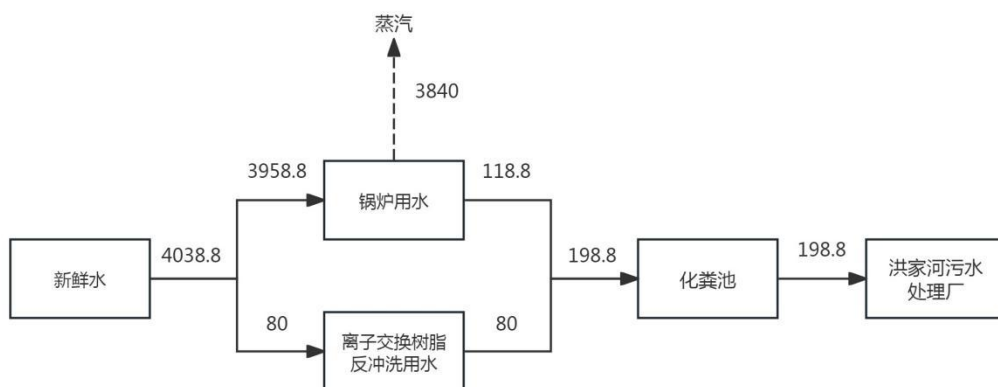 蒸汽
3840
3958.8
锅炉用水
118.8
新鲜水
4038.8
198.8
化粪池
198.8
洪家河污水
处理厂
80
离子交换树脂
反冲洗用水
80